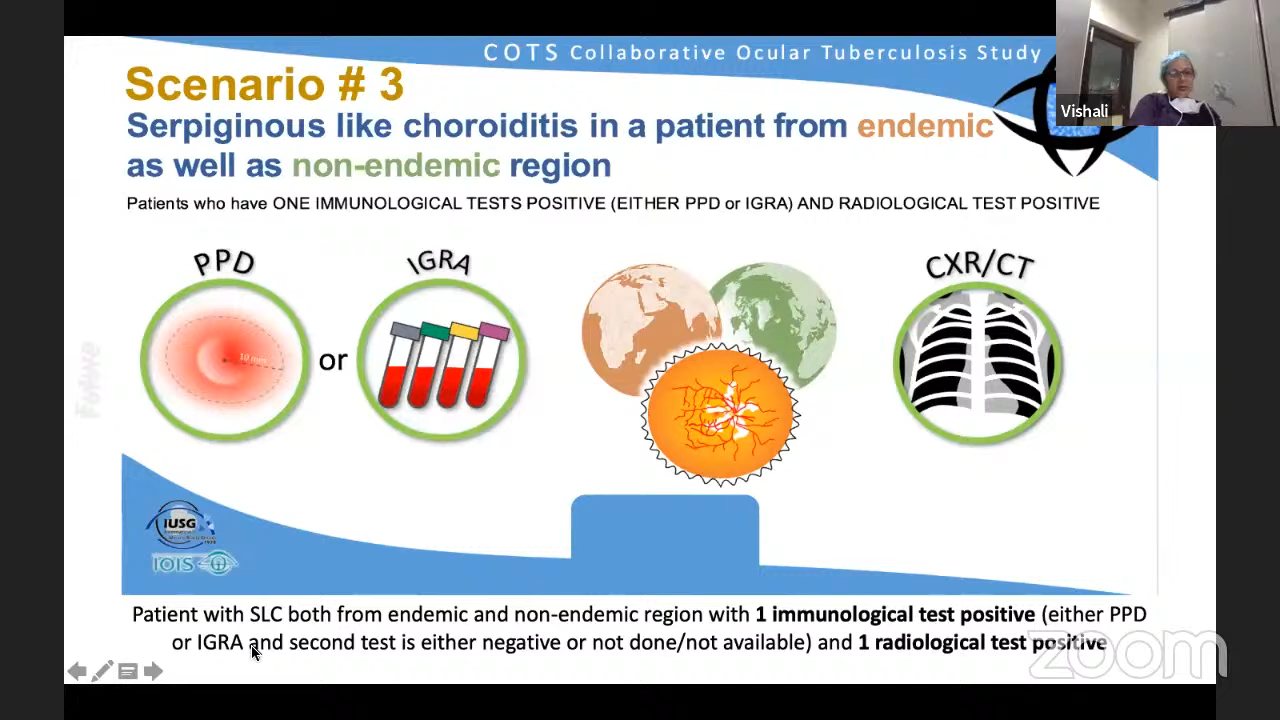 COTS Collaborative Ocular Tuberculosis Study
Scenario # 3
Vishali
Serpiginous like choroiditis in a patient from endemic
as well as non-endemic region
Patients who have ONE IMMUNOLOGICAL TESTS POSITIVE (EITHER PPD or IGRA) AND RADIOLOGICAL TEST POSITIVE
PPD
IGRA
CXR/CT
10 mm
or
IUSG
IOIS
Patient with SLC both from endemic and non-endemic region with 1 immunological test positive (either PPD
or IGRA and second test is either negative or not done/not available) and 1 radiological test positive
zoom